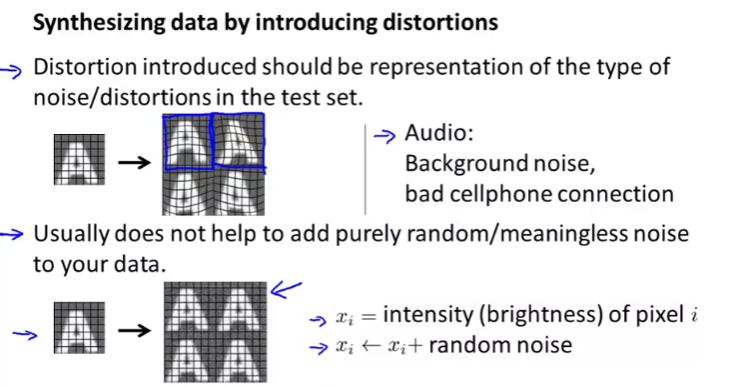 Synthesizing data by introducing distortions
Distortion introduced should be representation of the type of
noise/distortions in the test set.
A
A A
A A
Audio:
Background noise,
bad cellphone connection
Usually does not help to add purely random/meaningless noise
to your data.
A
A A
A A
x_i = intensity (brightness) of pixel i
x_i ← x_i + random noise